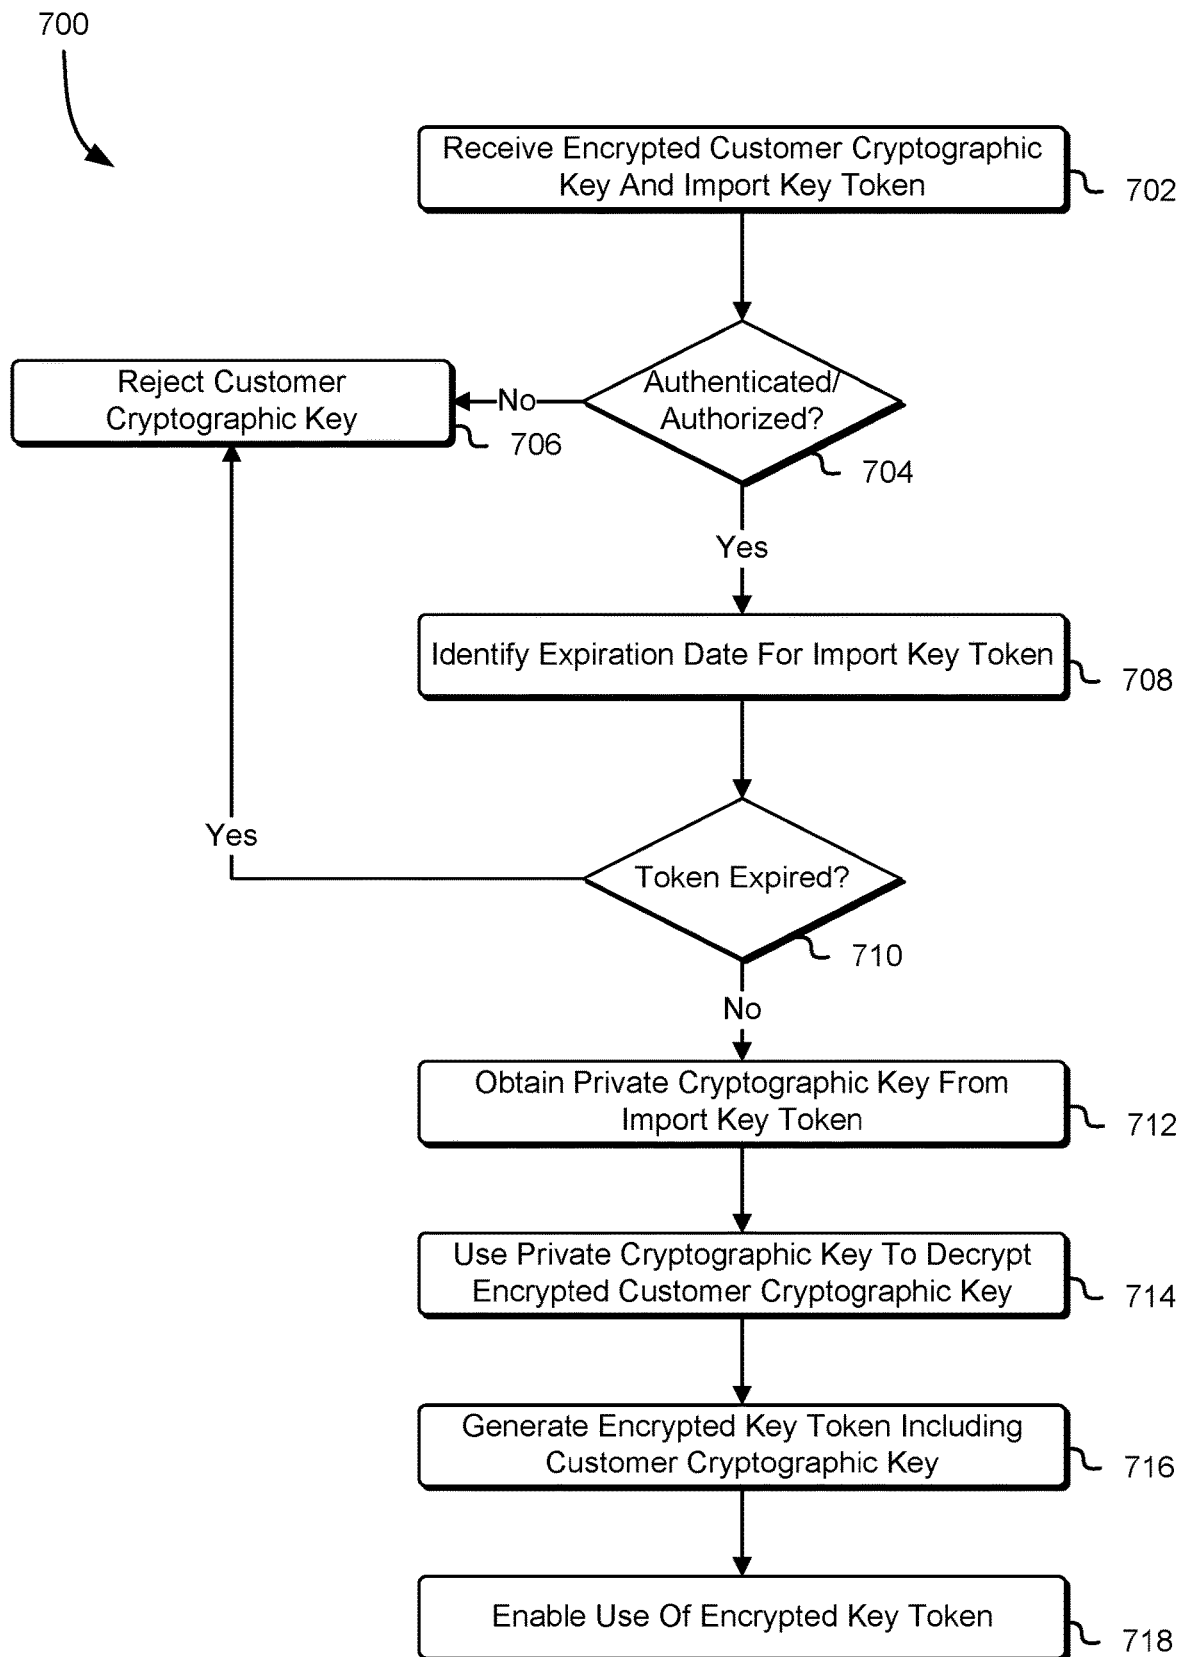 700
Receive Encrypted Customer Cryptographic
Key And Import Key Token
702
Authenticated/
Authorized?
704
No
Reject Customer
Cryptographic Key
706
Yes
Identify Expiration Date For Import Key Token
708
Token Expired?
710
Yes
No
Obtain Private Cryptographic Key From
Import Key Token
712
Use Private Cryptographic Key To Decrypt
Encrypted Customer Cryptographic Key
714
Generate Encrypted Key Token Including
Customer Cryptographic Key
716
Enable Use Of Encrypted Key Token
718